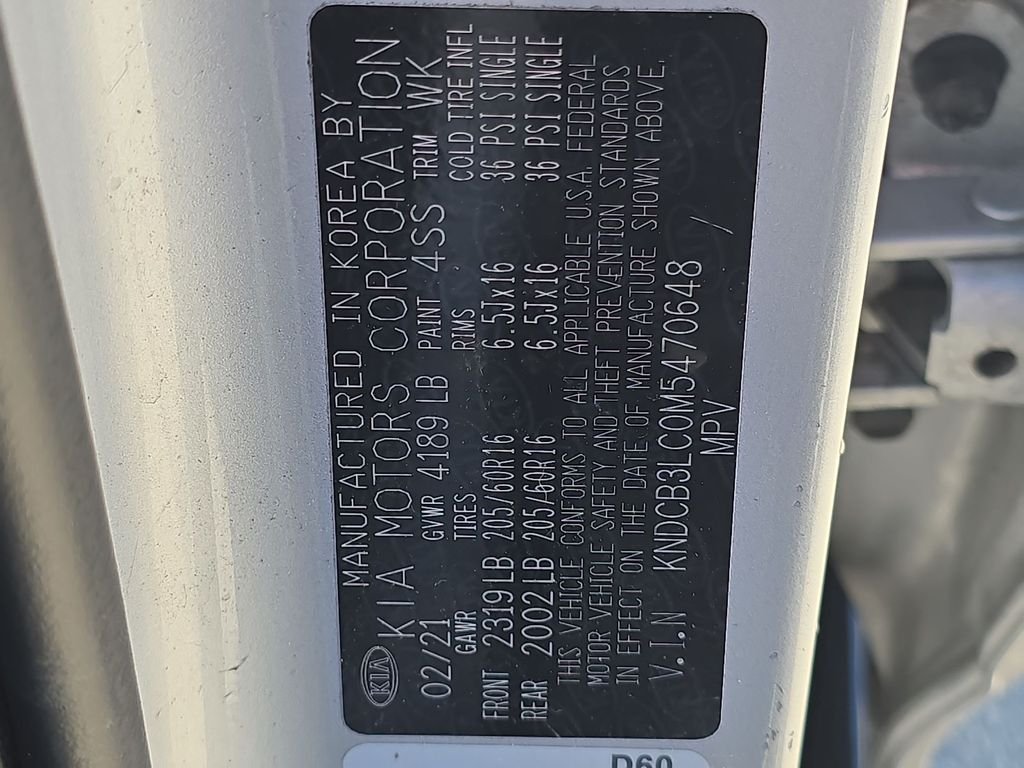 MANUFACTURED IN KOREA BY
KIA KIA MOTORS CORPORATION
02/21 GVWR 4189 LB PAINT 4SS TRIM WK
GAWR TIRES RIMS COLD TIRE INFL
FRONT 2319LB 205/60R16 6.5Jx16 36 PSI SINGLE
REAR 2002LB 205/60R16 6.5Jx16 36 PSI SINGLE
THIS VEHICLE CONFORMS TO ALL APPLICABLE U.S.A. FEDERAL
MOTOR VEHICLE SAFETY AND THEFT PREVENTION STANDARDS
IN EFFECT ON THE DATE OF MANUFACTURE SHOWN ABOVE.
V.I.N KNDCB3LC0M5470648
MPV /
D60